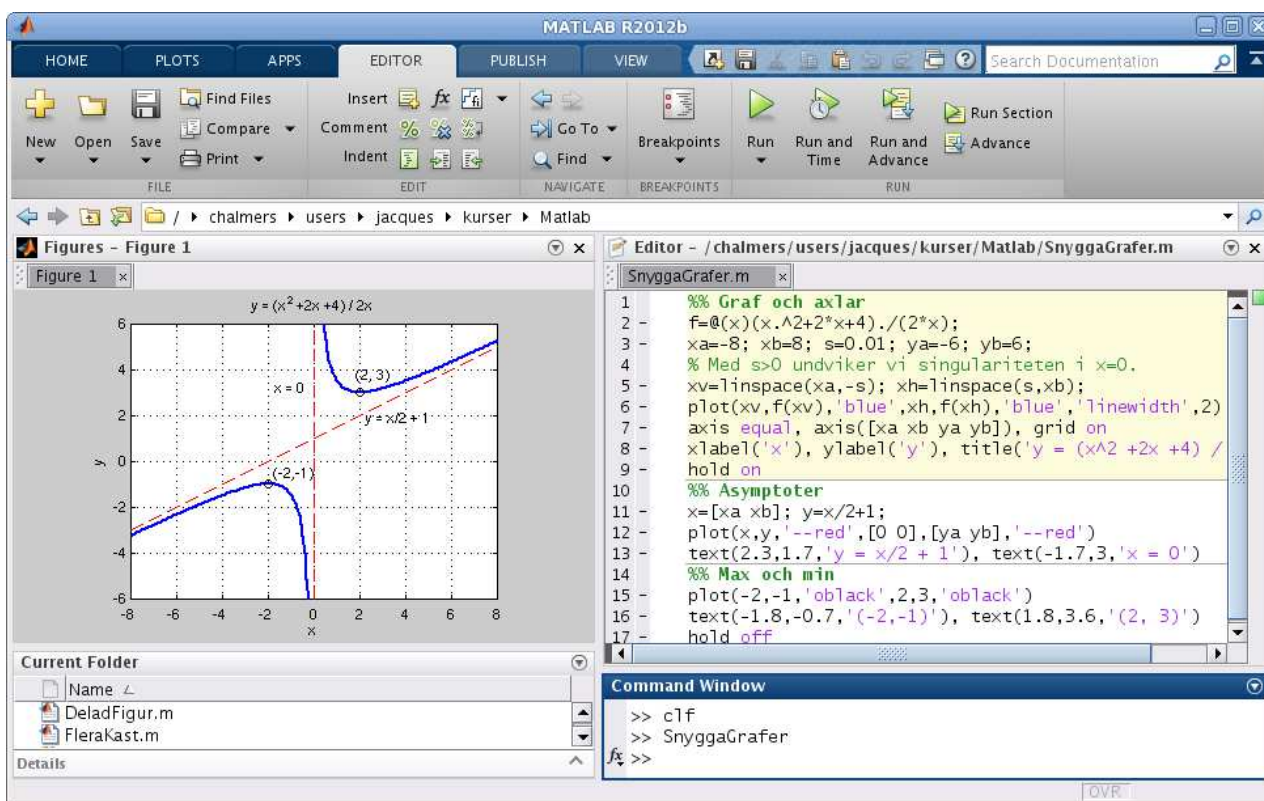 MATLAB R2012b
HOME PLOTS APPS EDITOR PUBLISH VIEW Search Documentation
New Open Save
Find Files
Compare
Print
FILE
Insert fx
Comment
Indent
EDIT
Go To
Find
NAVIGATE
Breakpoints
BREAKPOINTS
Run Run and Time Run and Advance
Run Section
Advance
RUN
/ chalmers users jacques kurser Matlab
Figures - Figure 1
Figure 1
y = (x² +2x +4) / 2x
6
4
2
0
-2
-4
-6
y
(2, 3)
x = 0
y = x/2 + 1
(-2,-1)
-8 -6 -4 -2 0 2 4 6 8
x
Current Folder
Name
DeladFigur.m
FleraKast.m
Details
Editor - /chalmers/users/jacques/kurser/Matlab/SnyggaGrafer.m
SnyggaGrafer.m
1 %% Graf och axlar
2 - f=@(x)(x.^2+2*x+4)./(2*x);
3 - xa=-8; xb=8; s=0.01; ya=-6; yb=6;
4 % Med s>0 undviker vi singulariteten i x=0.
5 - xv=linspace(xa,-s); xh=linspace(s,xb);
6 - plot(xv,f(xv),'blue',xh,f(xh),'blue','linewidth',2)
7 - axis equal, axis([xa xb ya yb]), grid on
8 - xlabel('x'), ylabel('y'), title('y = (x^2 +2x +4) /
9 - hold on
10 %% Asymptoter
11 - x=[xa xb]; y=x/2+1;
12 - plot(x,y,'--red',[0 0],[ya yb],'--red')
13 - text(2.3,1.7,'y = x/2 + 1'), text(-1.7,3,'x = 0')
14 %% Max och min
15 - plot(-2,-1,'oblack',2,3,'oblack')
16 - text(-1.8,-0.7,'(-2,-1)'), text(1.8,3.6,'(2, 3)')
17 - hold off
Command Window
>> clf
>> SnyggaGrafer
fx >>
OVR